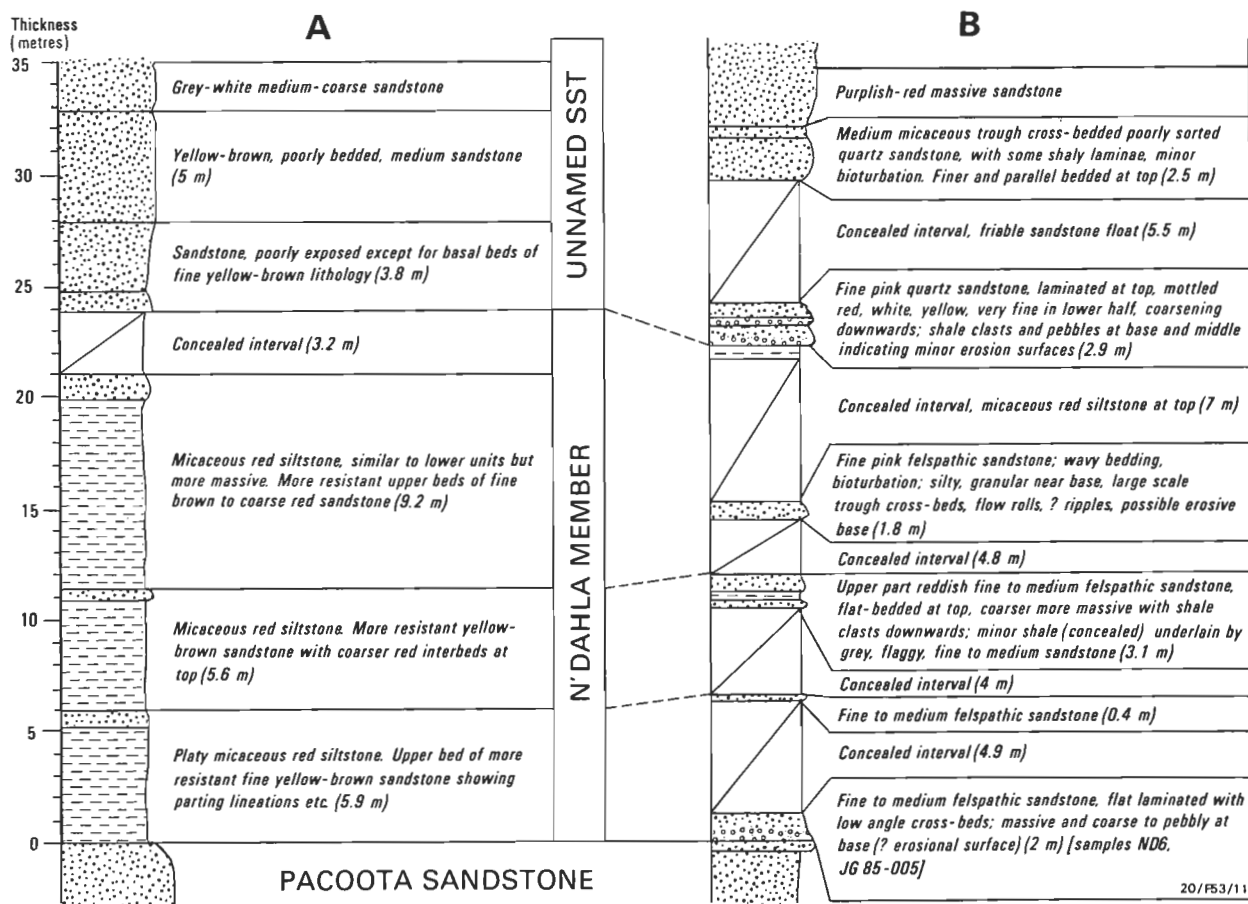 Thickness
(metres)
A
B
35
30
25
20
15
10
5
0
Grey-white medium-coarse sandstone
Yellow-brown, poorly bedded, medium sandstone
(5 m)
Sandstone, poorly exposed except for basal beds of
fine yellow-brown lithology (3.8 m)
Concealed interval (3.2 m)
Micaceous red siltstone, similar to lower units but
more massive. More resistant upper beds of fine
brown to coarse red sandstone (9.2 m)
Micaceous red siltstone. More resistant yellow-
brown sandstone with coarser red interbeds at
top (5.6 m)
Platy micaceous red siltstone. Upper bed of more
resistant fine yellow-brown sandstone showing
parting lineations etc. (5.9 m)
UNNAMED SST
N'DAHLA MEMBER
PACOOTA SANDSTONE
Purplish-red massive sandstone
Medium micaceous trough cross-bedded poorly sorted
quartz sandstone, with some shaly laminae, minor
bioturbation. Finer and parallel bedded at top (2.5 m)
Concealed interval, friable sandstone float (5.5 m)
Fine pink quartz sandstone, laminated at top, mottled
red, white, yellow, very fine in lower half, coarsening
downwards; shale clasts and pebbles at base and middle
indicating minor erosion surfaces (2.9 m)
Concealed interval, micaceous red siltstone at top (7 m)
Fine pink felspathic sandstone; wavy bedding,
bioturbation; silty, granular near base, large scale
trough cross-beds, flow rolls, ? ripples, possible erosive
base (1.8 m)
Concealed interval (4.8 m)
Upper part reddish fine to medium felspathic sandstone,
flat-bedded at top, coarser more massive with shale
clasts downwards; minor shale (concealed) underlain by
grey, flaggy, fine to medium sandstone (3.1 m)
Concealed interval (4 m)
Fine to medium felspathic sandstone (0.4 m)
Concealed interval (4.9 m)
Fine to medium felspathic sandstone, flat laminated with
low angle cross-beds; massive and coarse to pebbly at
base (? erosional surface) (2 m) [samples ND6,
JG 85-005]
20/F53/11